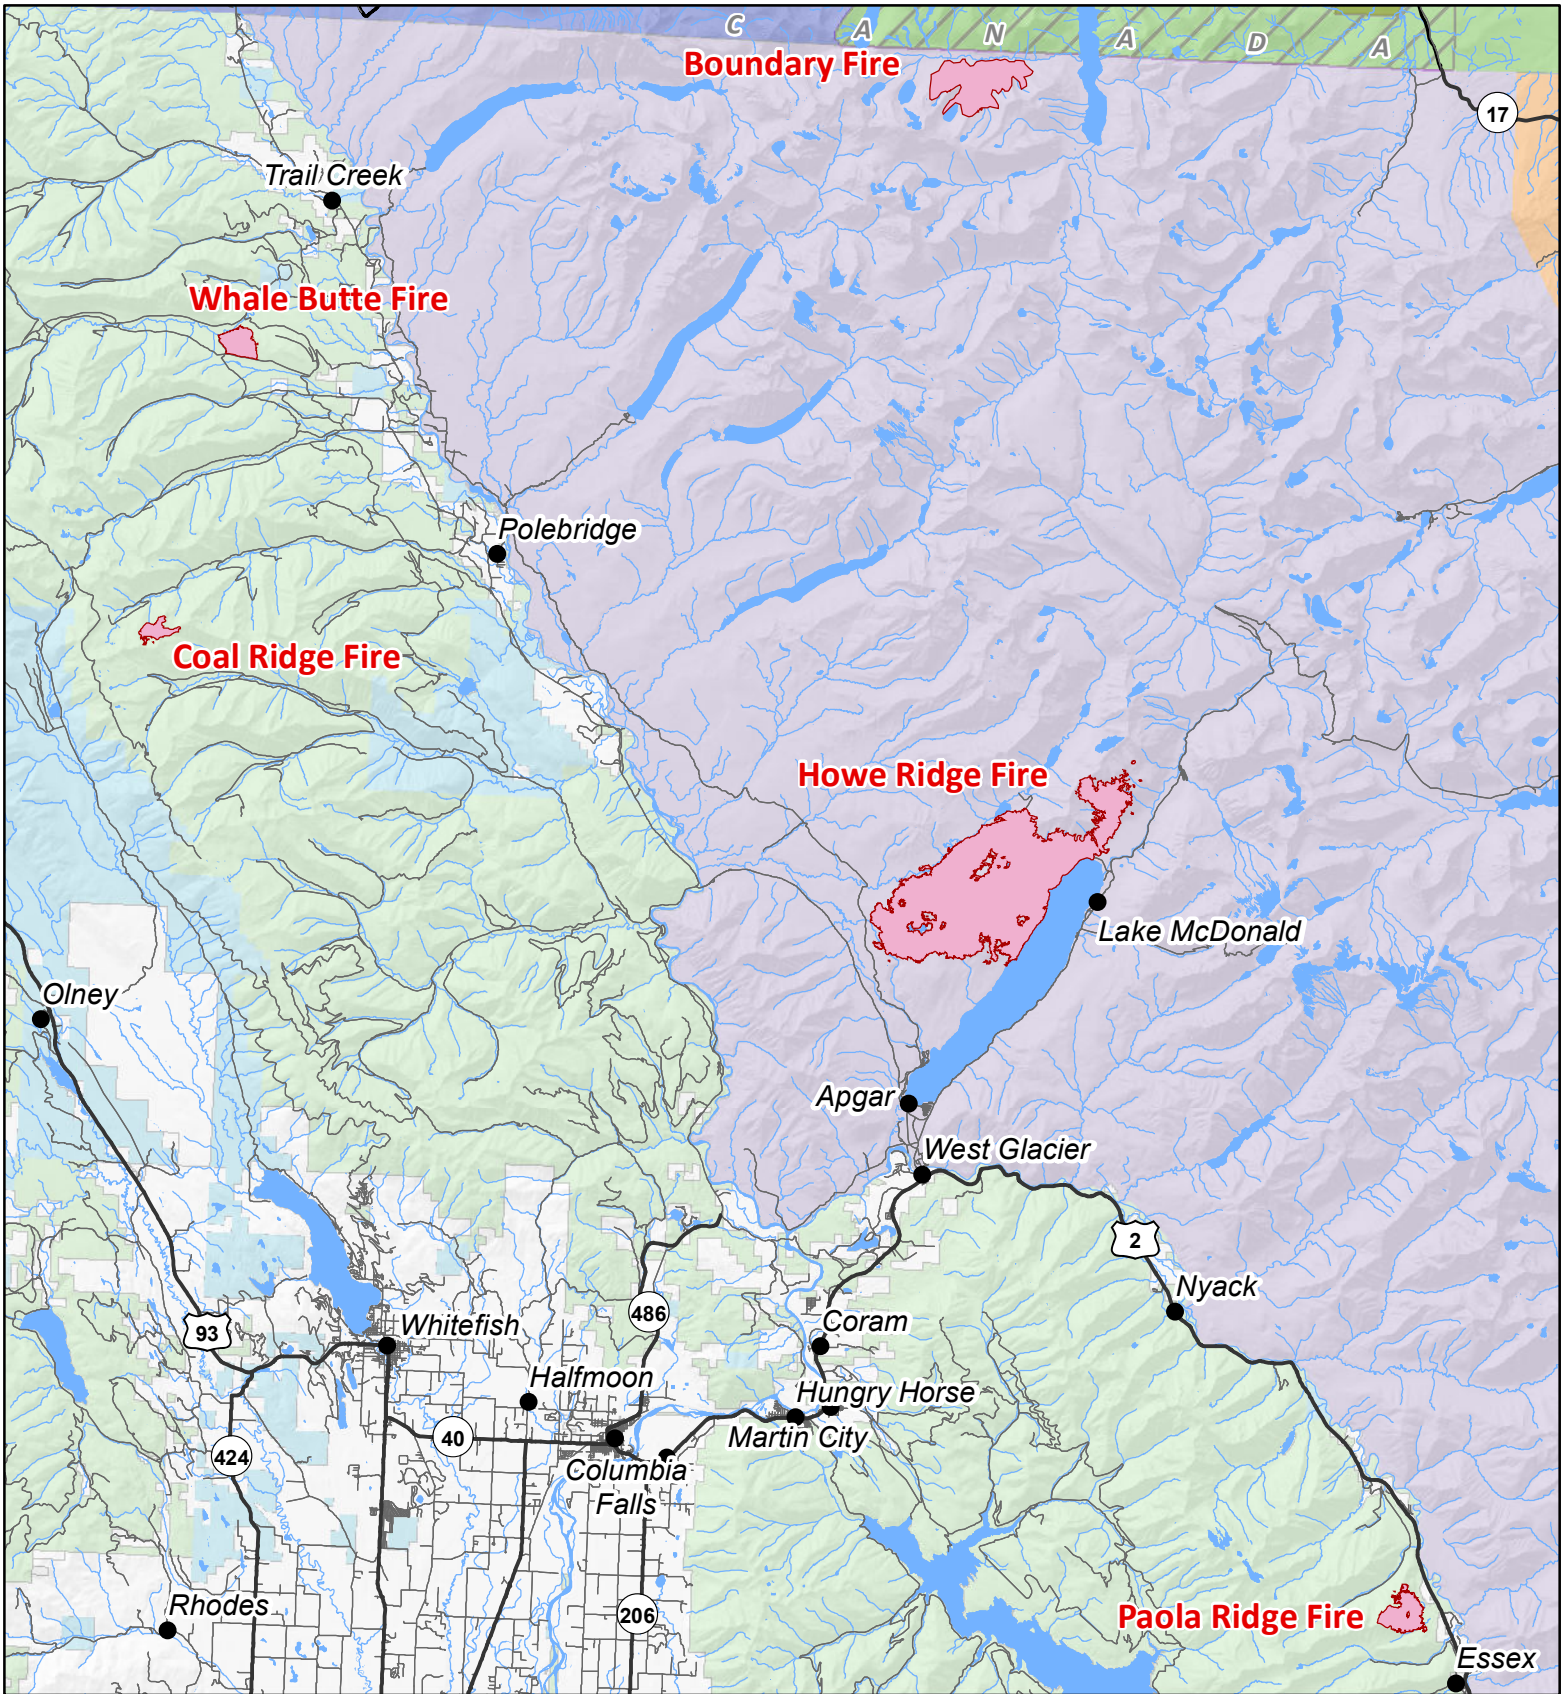 C A N A D A
Boundary Fire
17
Trail Creek
Whale Butte Fire
Polebridge
Coal Ridge Fire
Howe Ridge Fire
Lake McDonald
Olney
Apgar
West Glacier
2
Nyack
486
93
Whitefish
Coram
Halfmoon
Hungry Horse
40
Martin City
424
Columbia
Falls
Rhodes
206
Paola Ridge Fire
Essex